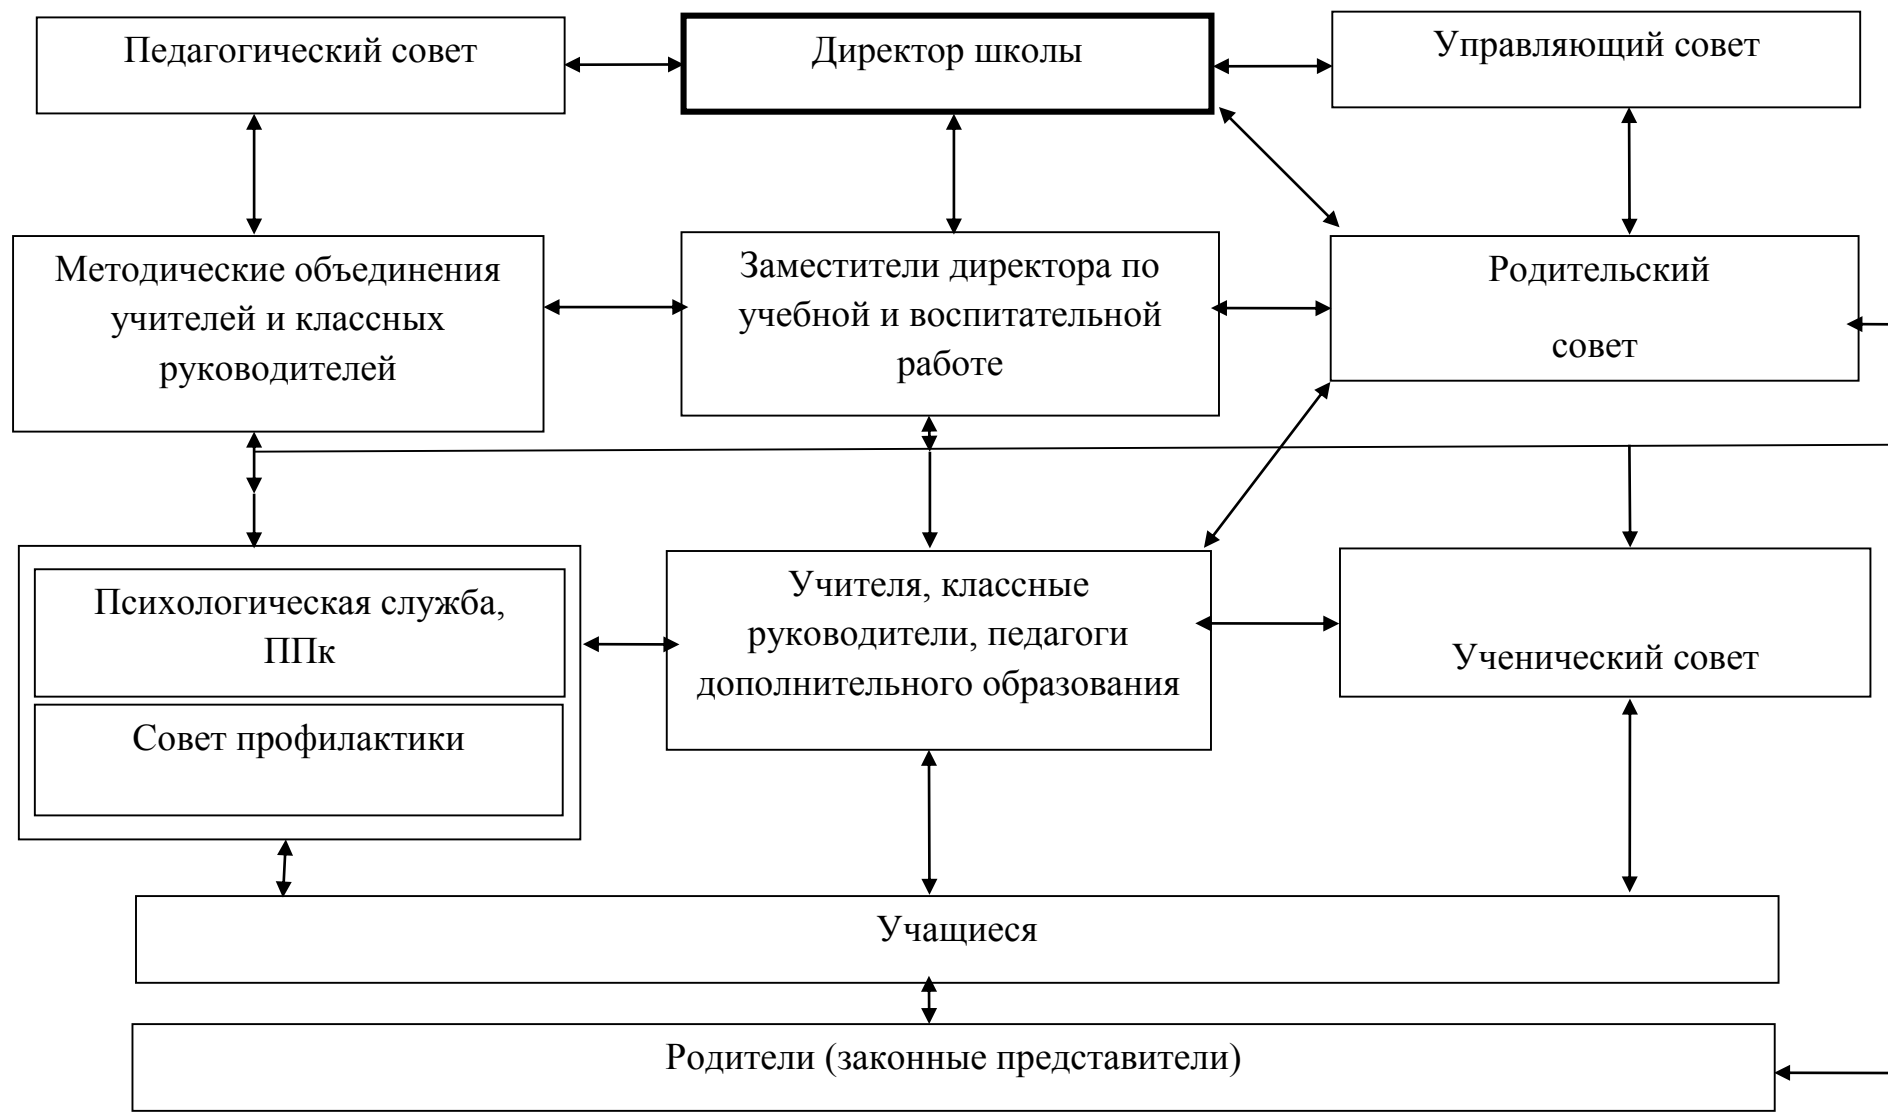 Педагогический совет
Директор школы
Управляющий совет
Методические объединения
учителей и классных
руководителей
Заместители директора по
учебной и воспитательной
работе
Родительский
совет
Психологическая служба,
ППк
Совет профилактики
Учителя, классные
руководители, педагоги
дополнительного образования
Ученический совет
Учащиеся
Родители (законные представители)